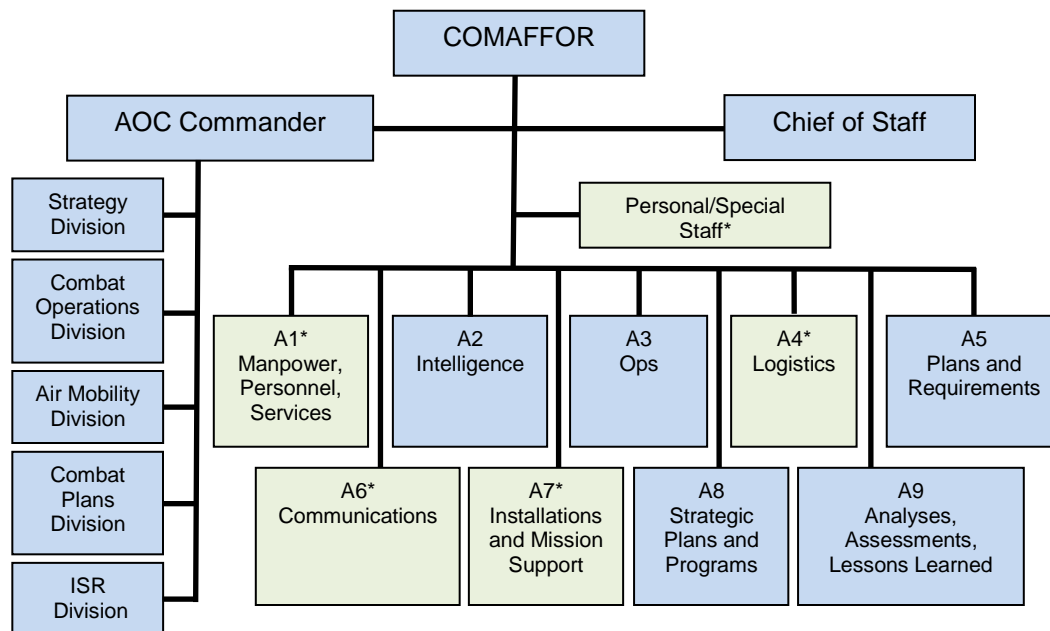 COMAFFOR
AOC Commander
Chief of Staff
Strategy
Division
Combat
Operations
Division
Air Mobility
Division
Combat
Plans
Division
ISR
Division
Personal/Special
Staff*
A1*
Manpower,
Personnel,
Services
A2
Intelligence
A3
Ops
A4*
Logistics
A5
Plans and
Requirements
A6*
Communications
A7*
Installations
and Mission
Support
A8
Strategic
Plans and
Programs
A9
Analyses,
Assessments,
Lessons Learned